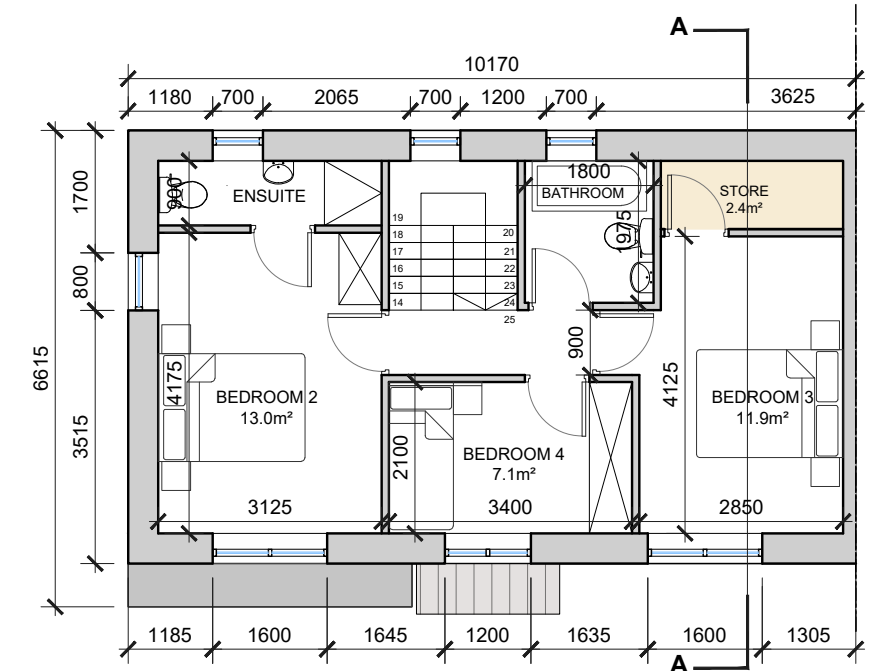 A
10170
1180 700 2065 700 1200 700 3625
1700
800
3515
6615
900
ENSUITE
1800
BATHROOM
1975
STORE
2.4m²
19
18
17
16
15
14
20
21
22
23
24
25
900
4175
BEDROOM 2
13.0m²
2100
BEDROOM 4
7.1m²
4125
BEDROOM 3
11.9m²
3125 3400 2850
1185 1600 1645 1200 1635 1600 1305
A